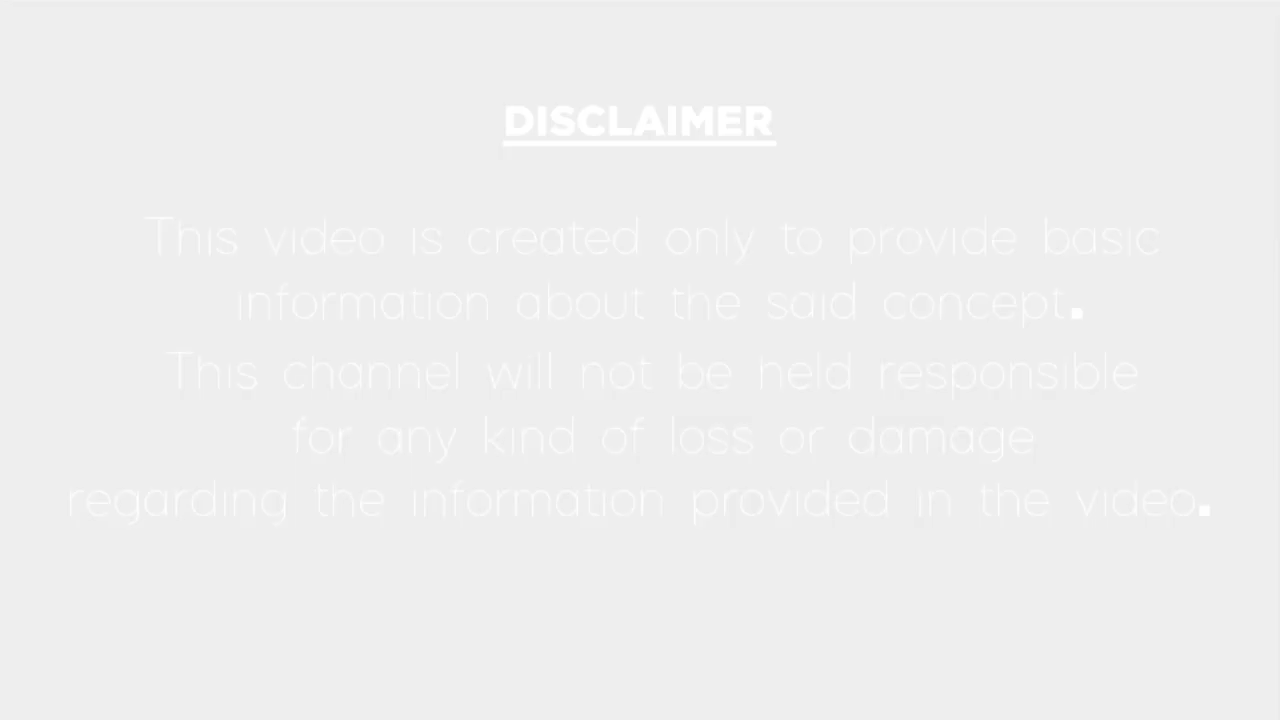 DISCLAIMER
This video is created only to provide basic
information about the said concept.
This channel will not be held responsible
for any kind of loss or damage
regarding the information provided in the video.